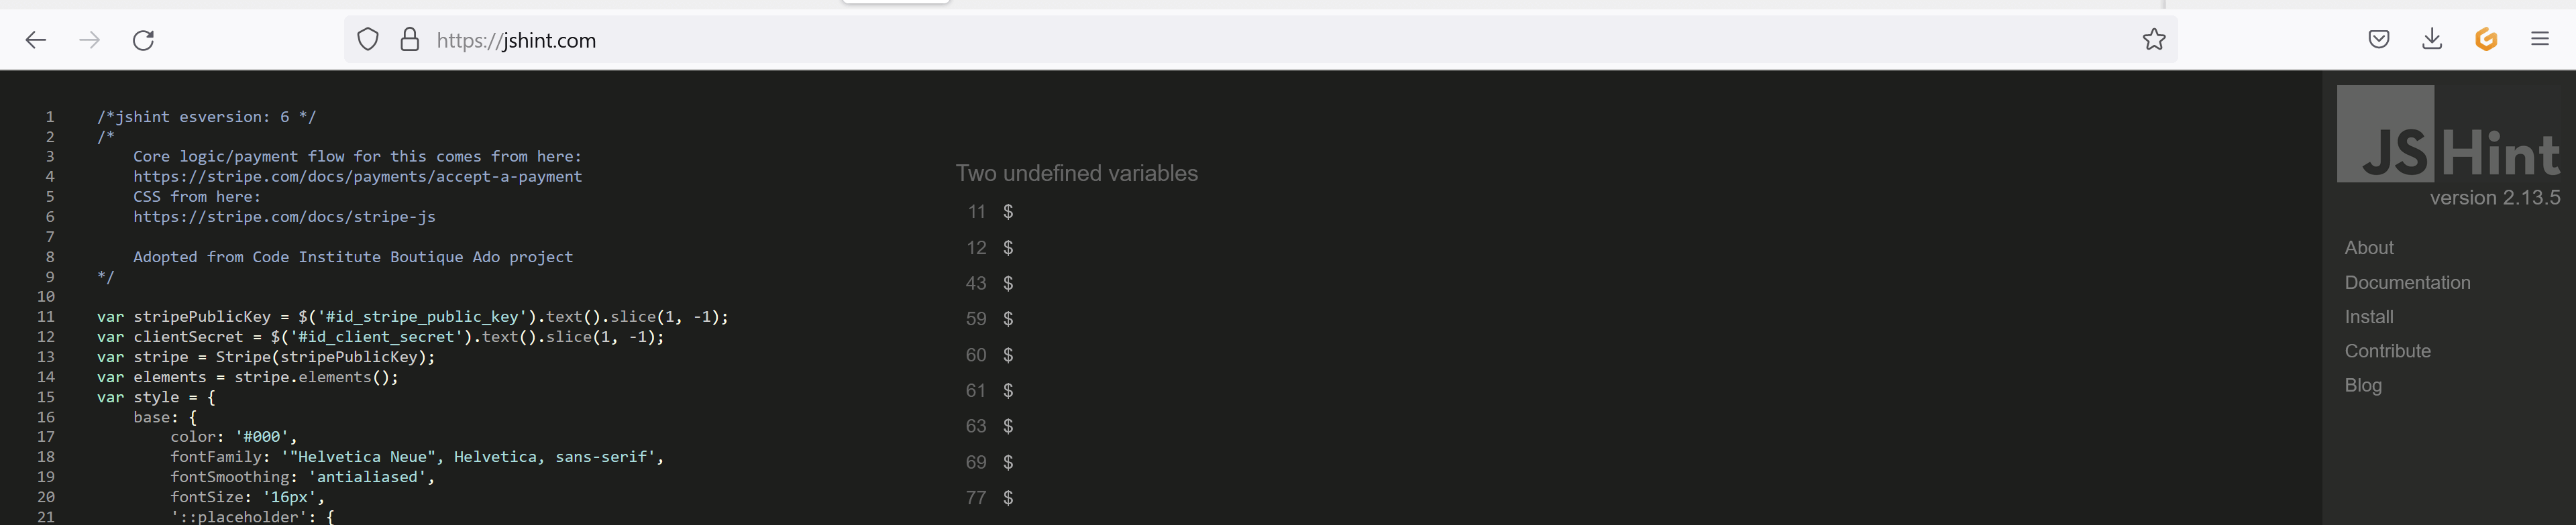 https://jshint.com
1 /*jshint esversion: 6 */
2 /*
3 Core logic/payment flow for this comes from here:
4 https://stripe.com/docs/payments/accept-a-payment
5 CSS from here:
6 https://stripe.com/docs/stripe-js
7
8 Adopted from Code Institute Boutique Ado project
9 */
10
11 var stripePublicKey = $('#id_stripe_public_key').text().slice(1, -1);
12 var clientSecret = $('#id_client_secret').text().slice(1, -1);
13 var stripe = Stripe(stripePublicKey);
14 var elements = stripe.elements();
15 var style = {
16 base: {
17 color: '#000',
18 fontFamily: '"Helvetica Neue", Helvetica, sans-serif',
19 fontSmoothing: 'antialiased',
20 fontSize: '16px',
21 '::placeholder': {
Two undefined variables
11 $
12 $
43 $
59 $
60 $
61 $
63 $
69 $
77 $
JSHint
version 2.13.5
About
Documentation
Install
Contribute
Blog